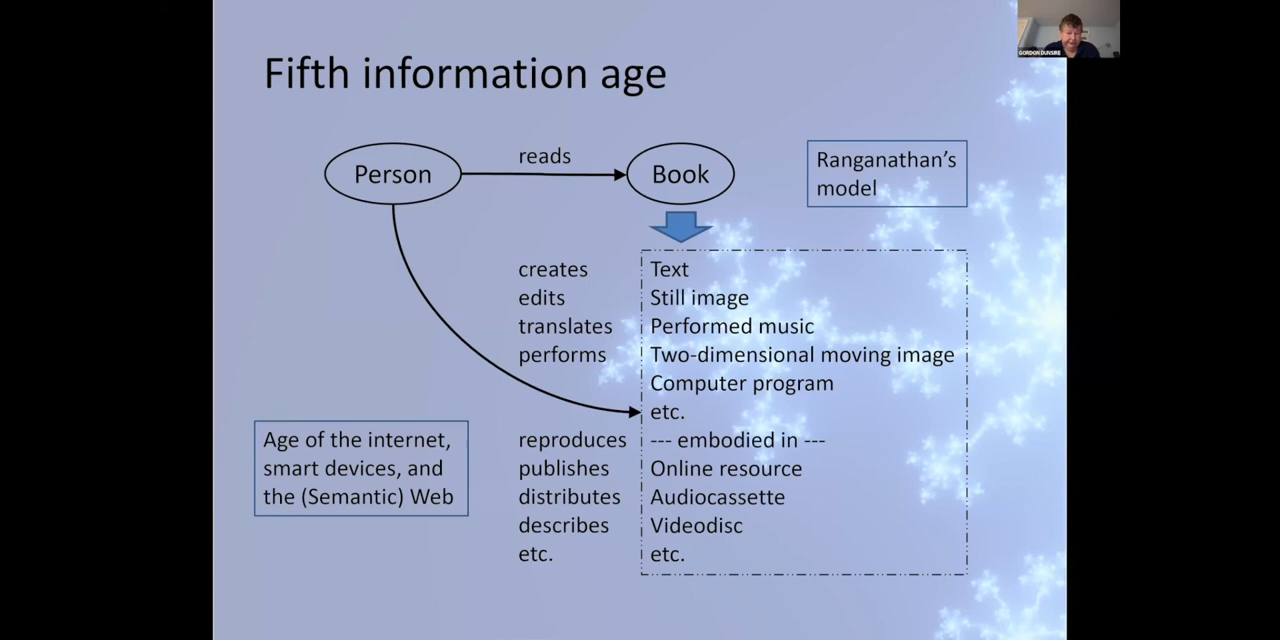 GORDON DUNSIRE
Fifth information age
Person
reads
Book
Ranganathan's
model
creates
edits
translates
performs
Text
Still image
Performed music
Two-dimensional moving image
Computer program
etc.
--- embodied in ---
Online resource
Audiocassette
Videodisc
etc.
reproduces
publishes
distributes
describes
etc.
Age of the internet,
smart devices, and
the (Semantic) Web